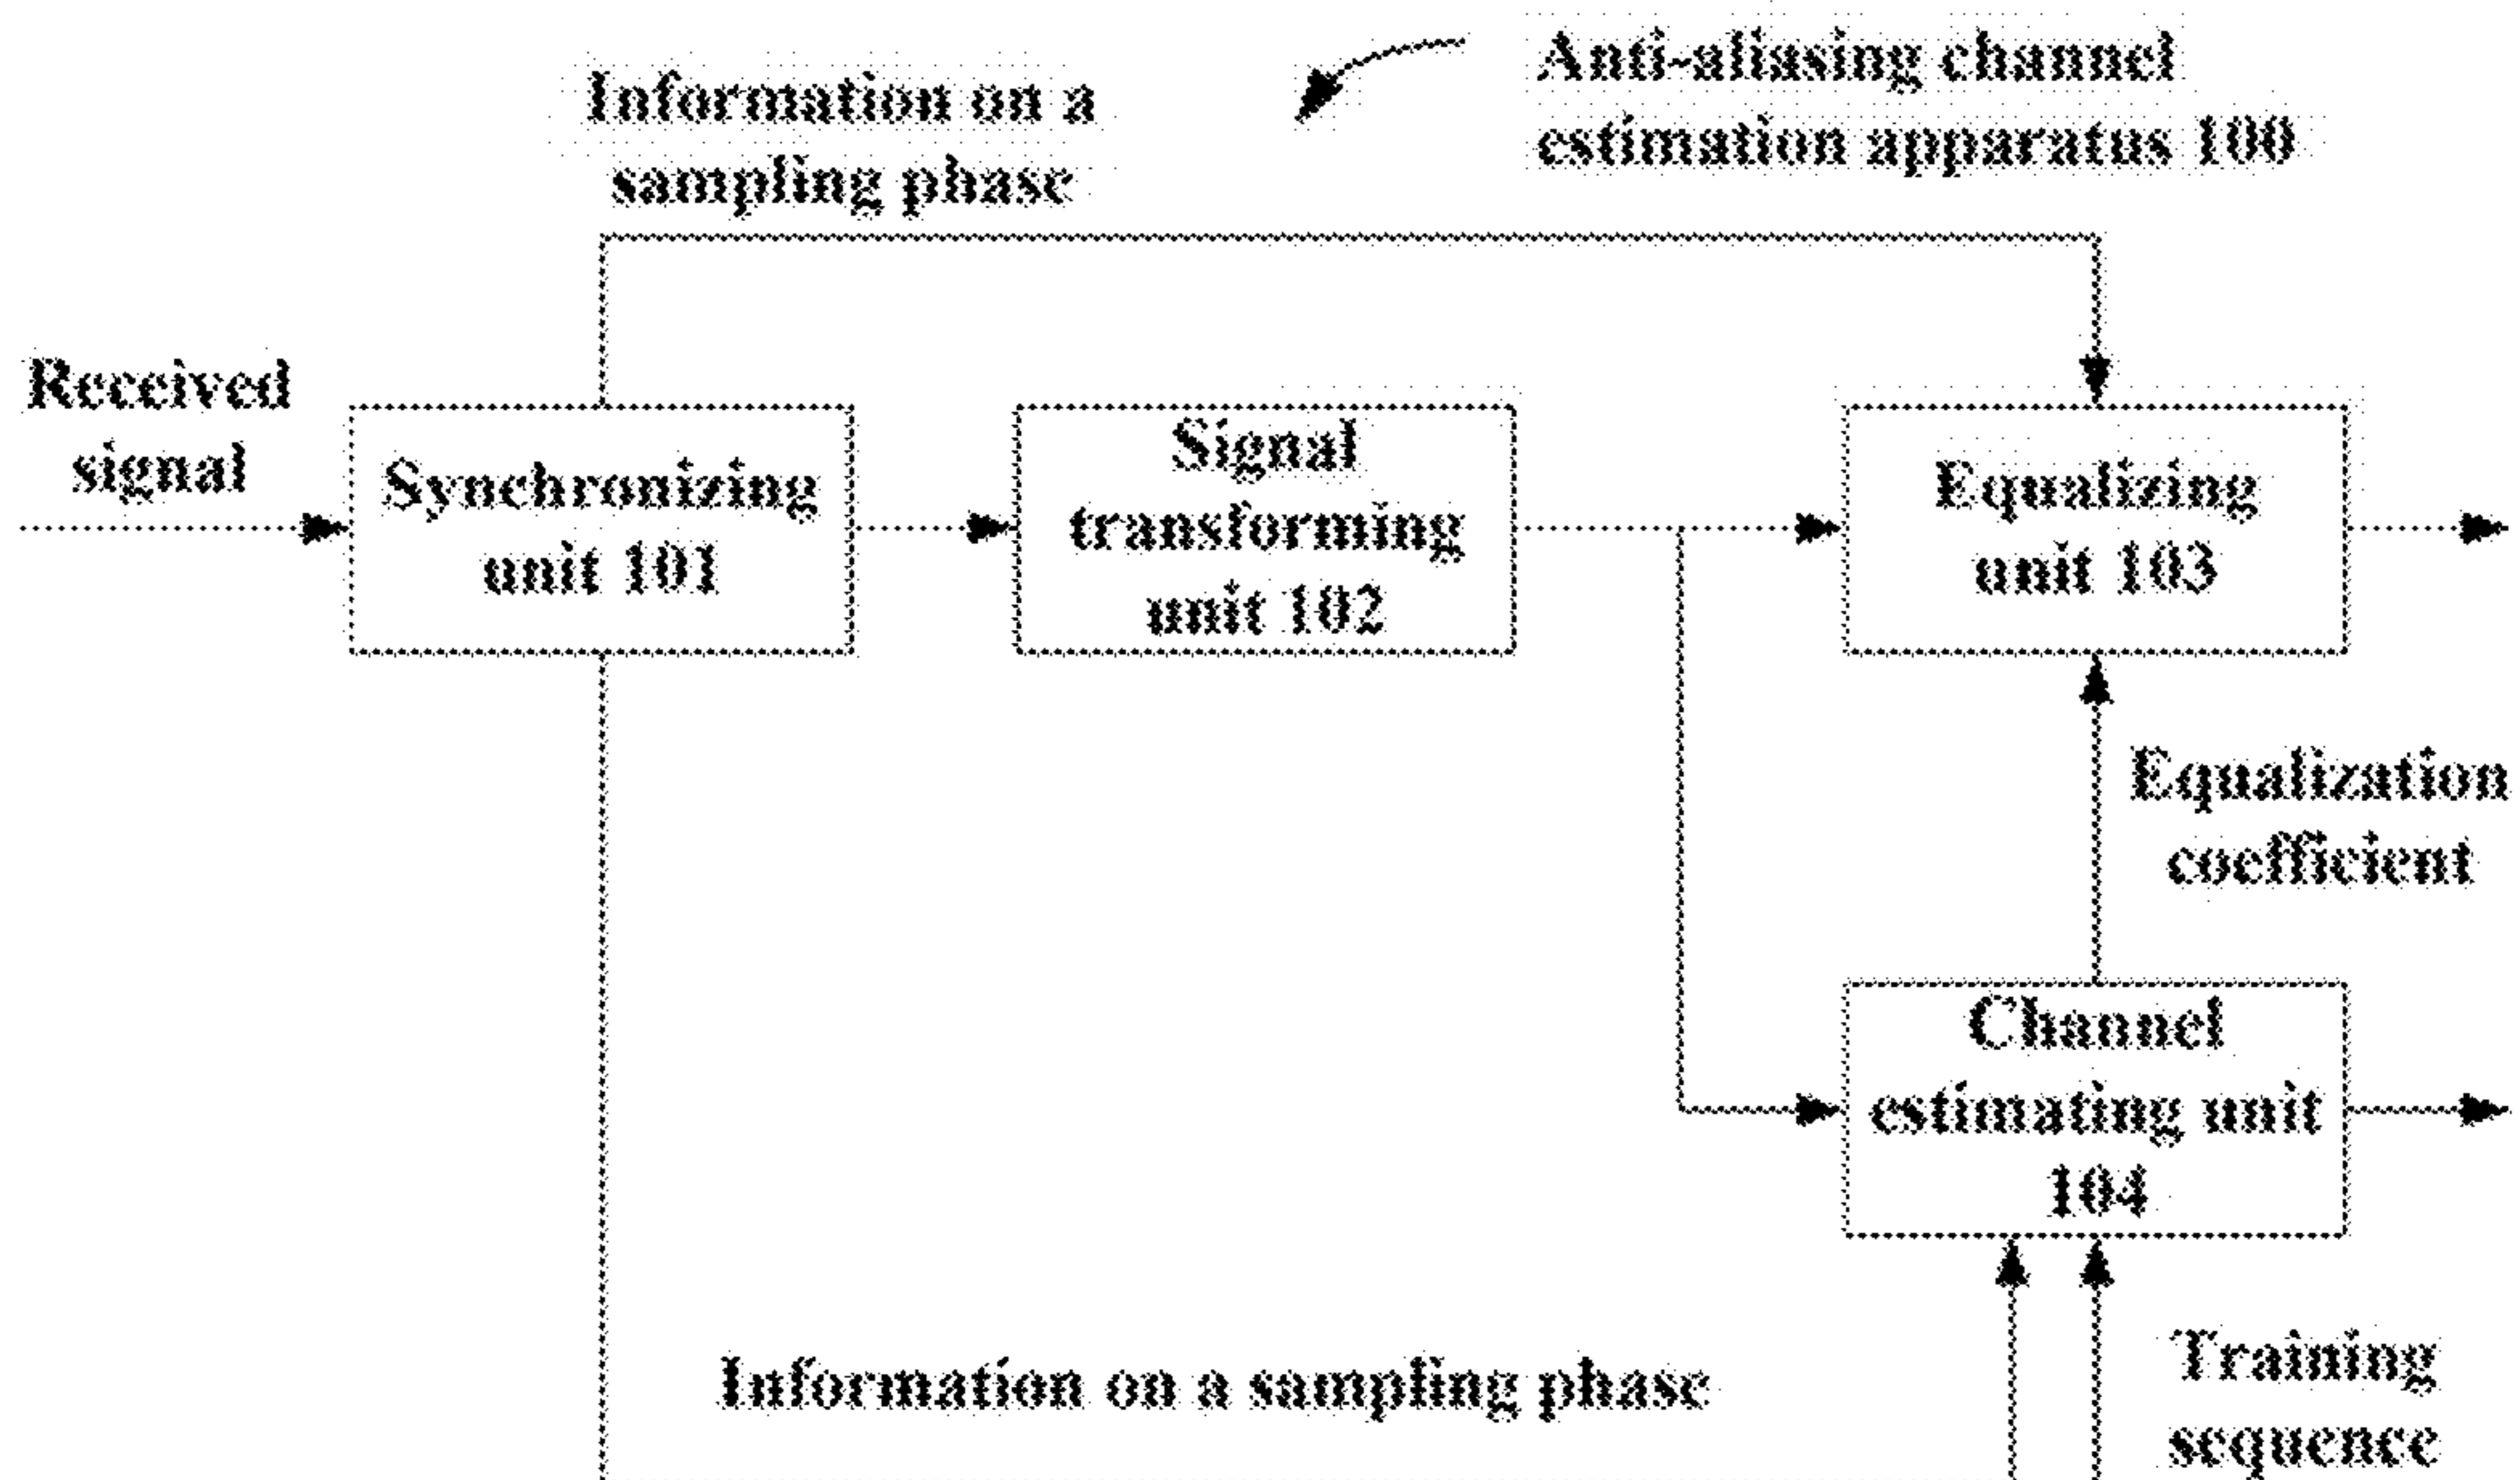 Information on a
sampling phase
Anti-aliasing channel
estimation apparatus 100
Received
signal
Synchronizing
unit 101
Signal
transforming
unit 102
Equalizing
unit 103
Equalization
coefficient
Channel
estimating unit
104
Information on a sampling phase
Training
sequence